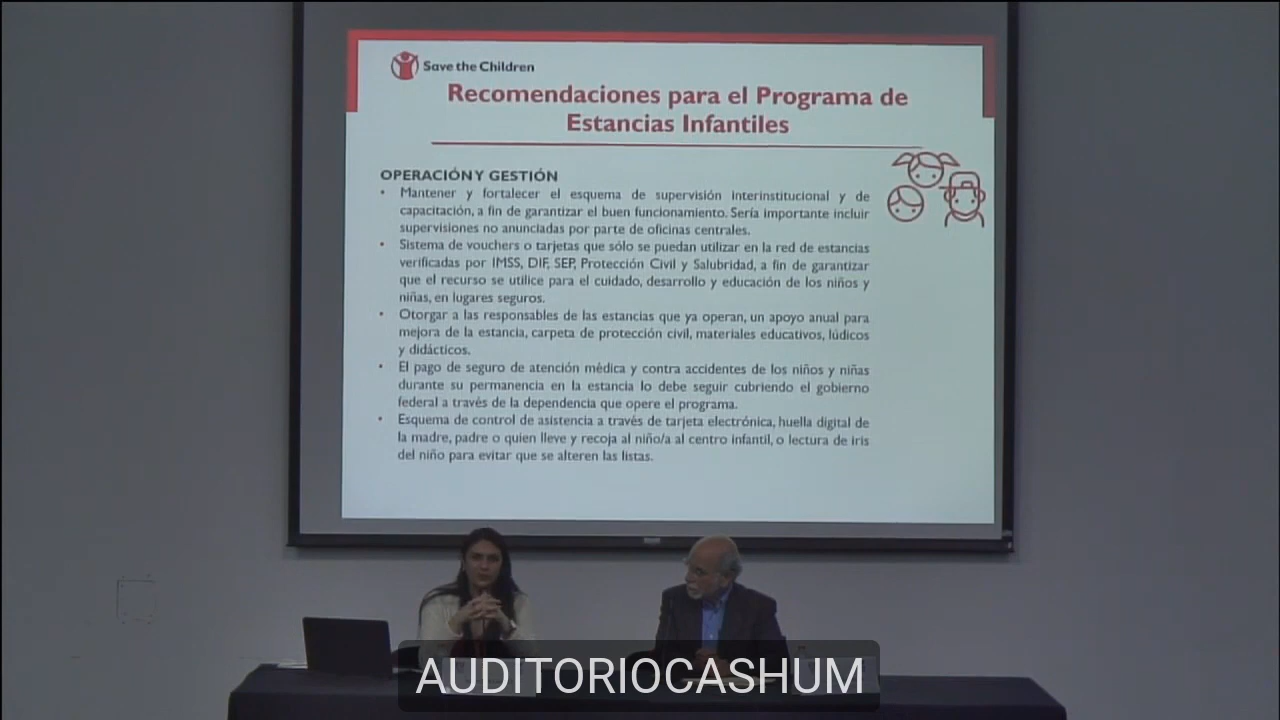 Save the Children
Recomendaciones para el Programa de
Estancias Infantiles
OPERACIÓN Y GESTIÓN
• Mantener y fortalecer el esquema de supervisión interinstitucional y de
capacitación, a fin de garantizar el buen funcionamiento. Sería importante incluir
supervisiones no anunciadas por parte de oficinas centrales.
• Sistema de vouchers o tarjetas que sólo se puedan utilizar en la red de estancias
verificadas por IMSS, DIF, SEP, Protección Civil y Salubridad, a fin de garantizar
que el recurso se utilice para el cuidado, desarrollo y educación de los niños y
niñas, en lugares seguros.
• Otorgar a las responsables de las estancias que ya operan, un apoyo anual para
mejora de la estancia, carpeta de protección civil, materiales educativos, lúdicos
y didácticos.
• El pago de seguro de atención médica y contra accidentes de los niños y niñas
durante su permanencia en la estancia lo debe seguir cubriendo el gobierno
federal a través de la dependencia que opere el programa.
• Esquema de control de asistencia a través de tarjeta electrónica, huella digital de
la madre, padre o quien lleve y recoja al niño/a al centro infantil, o lectura de iris
del niño para evitar que se alteren las listas.
AUDITORIOCASHUM